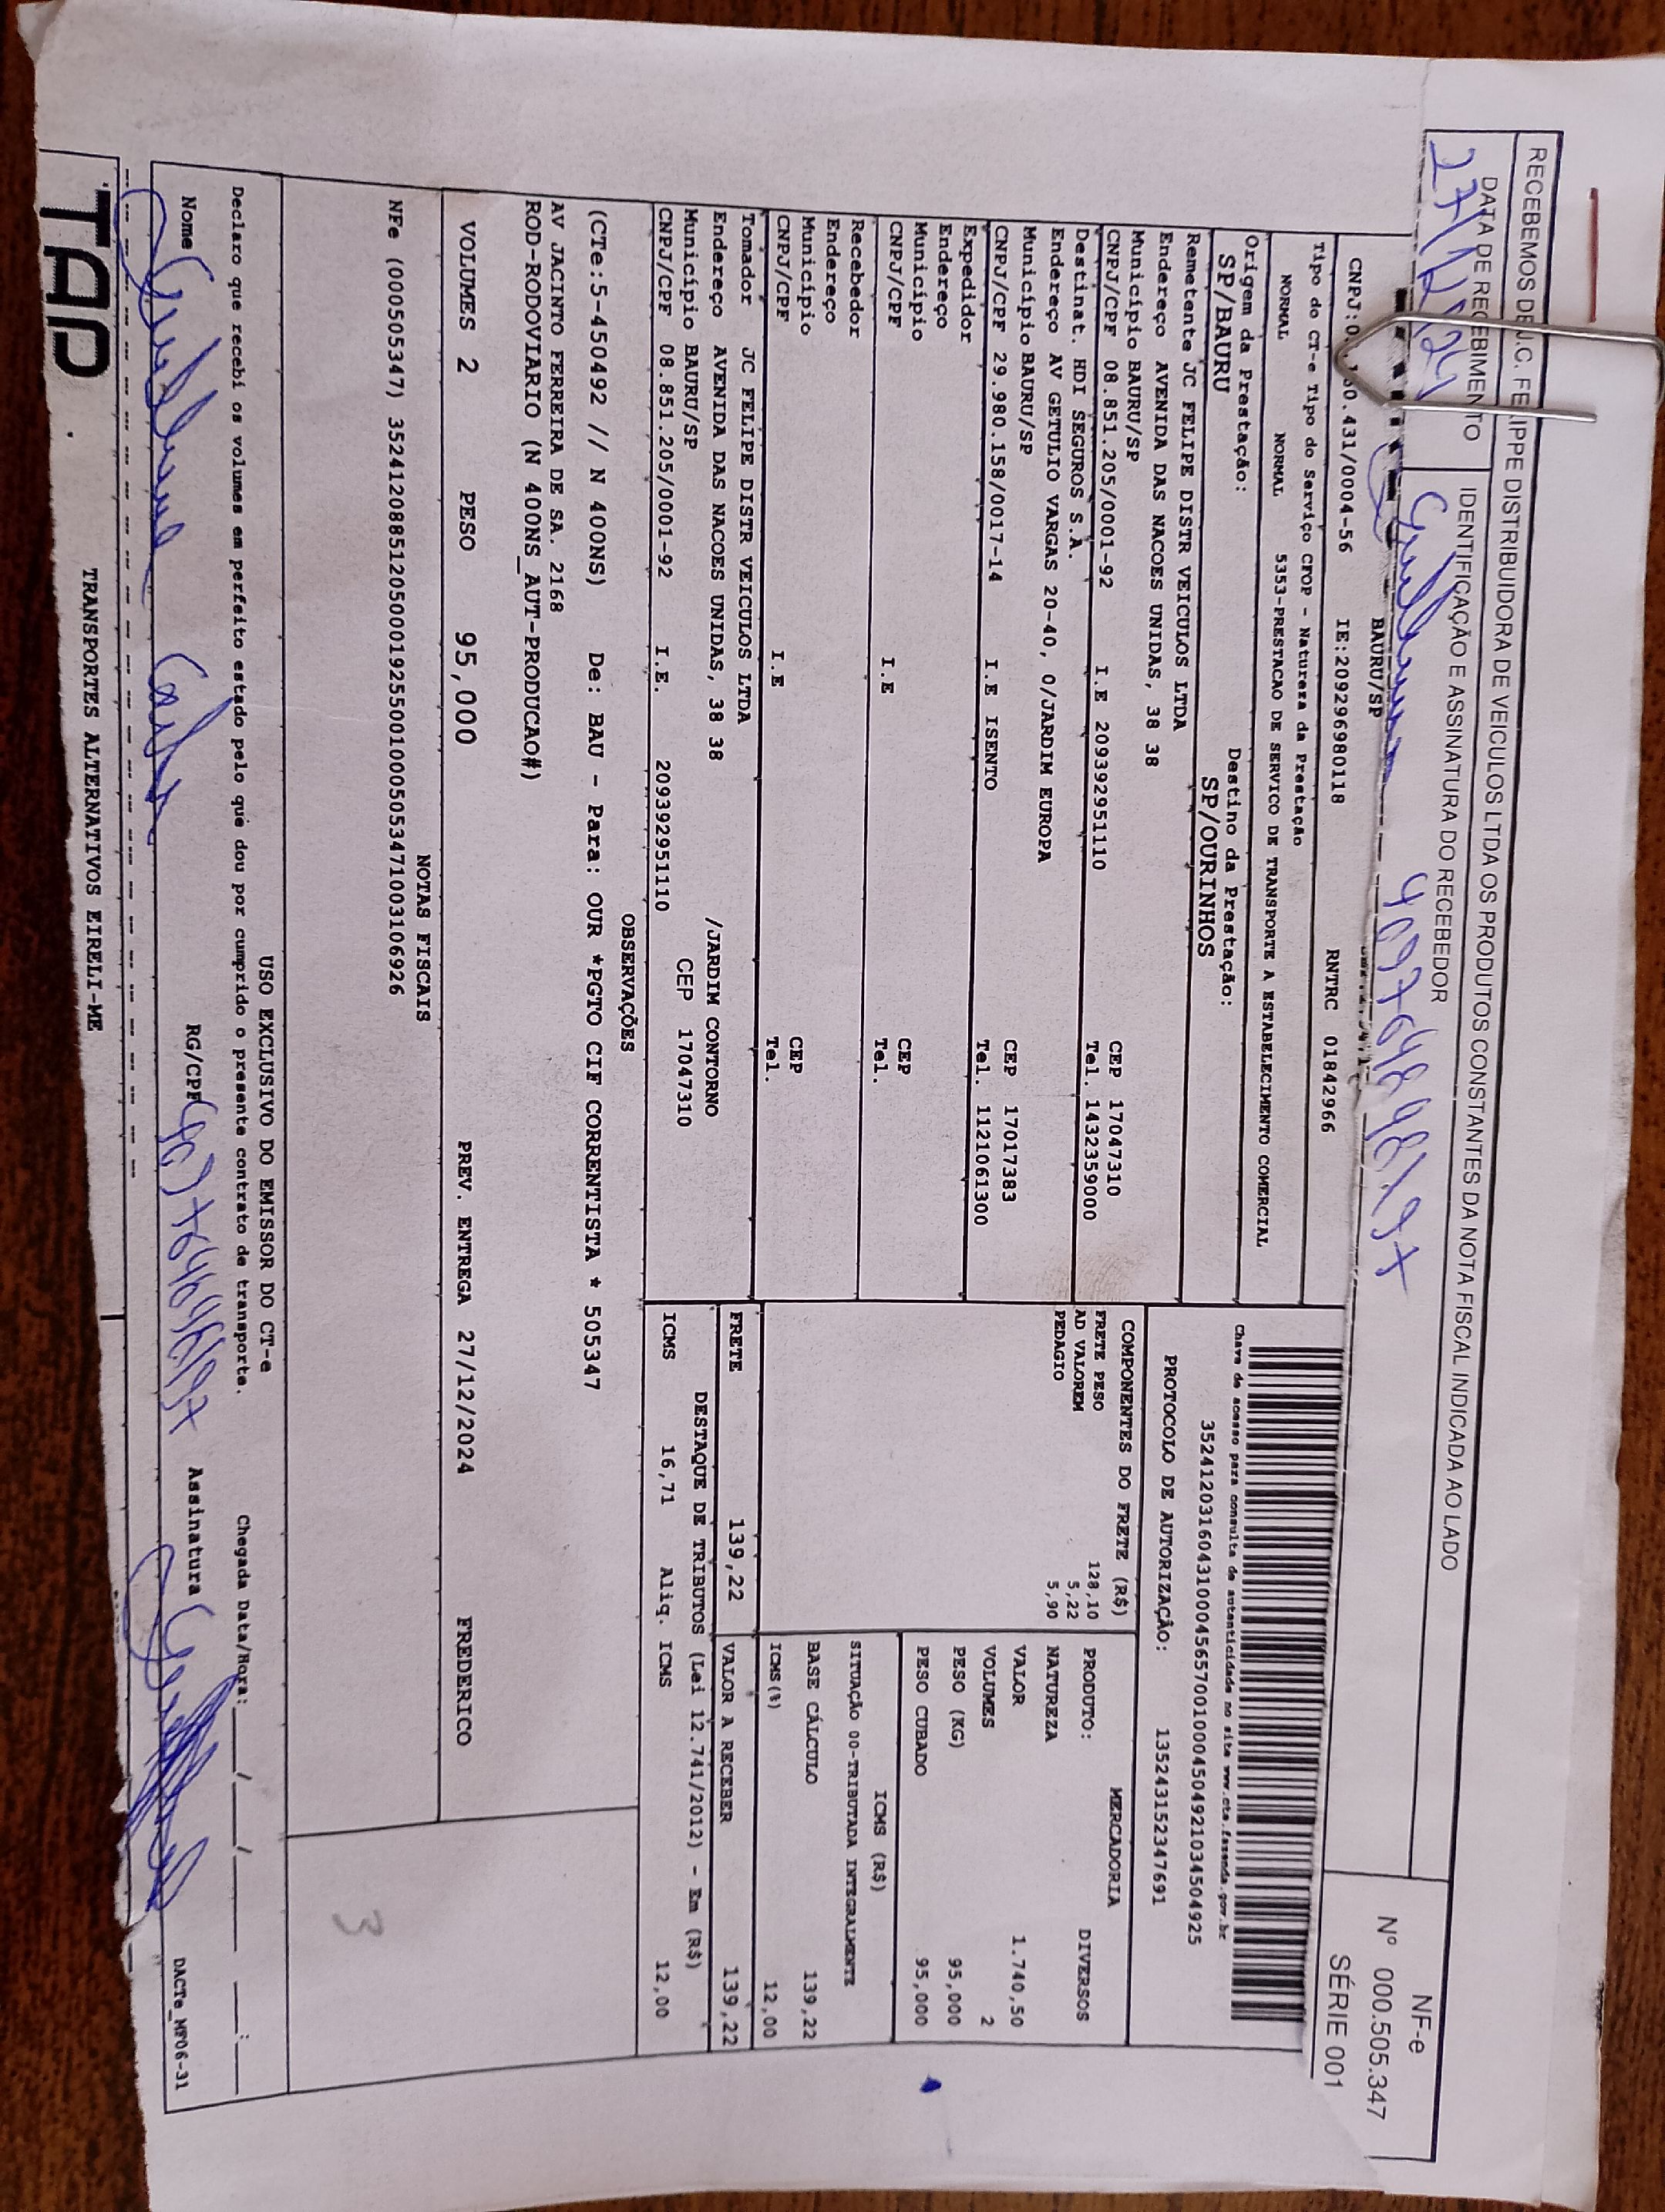 RECEBEMOS DE J.C. FELIPPE DISTRIBUIDORA DE VEICULOS LTDA OS PRODUTOS CONSTANTES DA NOTA FISCAL INDICADA AO LADO
DATA DE RECEBIMENTO
IDENTIFICAÇÃO E ASSINATURA DO RECEBEDOR
27/12/24
NF-e
Nº 000.505.347
SÉRIE 001
BAURU/SP
.431/0004-56 IE:209296980118 RNTRC 01842966
CNPJ:
Tipo do CT-e Tipo do Serviço CFOP - Natureza da Prestação
NORMAL NORMAL 5353-PRESTACAO DE SERVICO DE TRANSPORTE A ESTABELECIMENTO COMERCIAL
Origem da Prestação: Destino da Prestação:
SP/BAURU SP/OURINHOS
Chave de acesso para consulta de autenticidade no site www.cte.fazenda.gov.br
35241203160431000456570010004504921034504925
PROTOCOLO DE AUTORIZAÇÃO: 135243152347691
Remetente JC FELIPE DISTR VEICULOS LTDA
Endereço AVENIDA DAS NACOES UNIDAS, 38 38
Município BAURU/SP CEP 17047310
CNPJ/CPF 08.851.205/0001-92 I.E 209392951110 Tel. 1432359000
Destinat. HDI SEGUROS S.A.
Endereço AV GETULIO VARGAS 20-40, 0/JARDIM EUROPA
Município BAURU/SP CEP 17017383
CNPJ/CPF 29.980.158/0017-14 I.E ISENTO Tel. 1121061300
Expedidor
Endereço
Município CEP
CNPJ/CPF I.E Tel.
Recebedor
Endereço
Município CEP
CNPJ/CPF I.E Tel.
Tomador JC FELIPE DISTR VEICULOS LTDA
Endereço AVENIDA DAS NACOES UNIDAS, 38 38 /JARDIM CONTORNO
Município BAURU/SP CEP 17047310
CNPJ/CPF 08.851.205/0001-92 I.E. 209392951110
COMPONENTES DO FRETE (R$)
FRETE PESO 128,10
AD VALOREM 5,22
PEDAGIO 5,90
MERCADORIA
PRODUTO: DIVERSOS
NATUREZA
VALOR 1.740,50
VOLUMES 2
PESO (KG) 95,000
PESO CUBADO 95,000
ICMS (R$)
SITUAÇÃO 00-TRIBUTADA INTEGRALMENTE
BASE CÁLCULO 139,22
ICMS(%) 12,00
FRETE 139,22 VALOR A RECEBER 139,22
DESTAQUE DE TRIBUTOS (Lei 12.741/2012) - Em (R$)
ICMS 16,71 Aliq. ICMS 12,00
OBSERVAÇÕES
(CTe:5-450492 // N 400NS) De: BAU - Para: OUR *PGTO CIF CORRENTISTA * 505347
AV JACINTO FERREIRA DE SA. 2168
ROD-RODOVIARIO (N 400NS_AUT-PRODUCAO#)
VOLUMES 2 PESO 95,000 PREV. ENTREGA 27/12/2024 FREDERICO
NOTAS FISCAIS
NFe (000505347) 35241208851205000192550010005053471003106926
3
USO EXCLUSIVO DO EMISSOR DO CT-e
Declaro que recebi os volumes em perfeito estado pelo que dou por cumprido o presente contrato de transporte. Chegada Data/Hora: ___/___/___ __:__
Nome Guilherme RG/CPF Assinatura
DACTe_MF06-31
TAP
TRANSPORTES ALTERNATIVOS EIRELI-ME